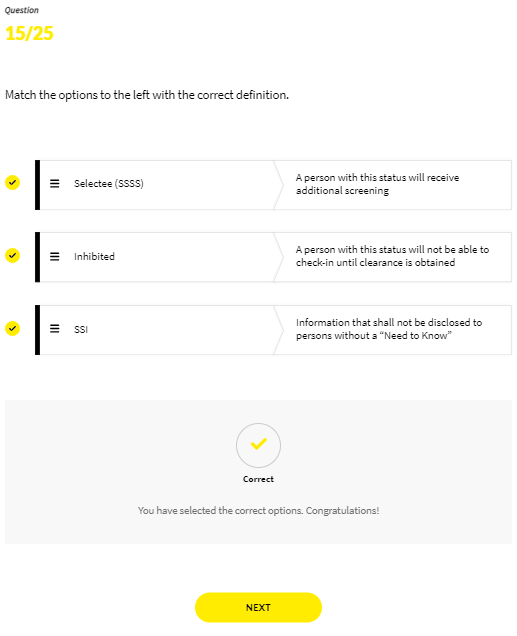 Question
15/25
Match the options to the left with the correct definition.
Selectee (SSSS)
A person with this status will receive
additional screening
Inhibited
A person with this status will not be able to
check-in until clearance is obtained
SSI
Information that shall not be disclosed to
persons without a “Need to Know”
Correct
You have selected the correct options. Congratulations!
NEXT